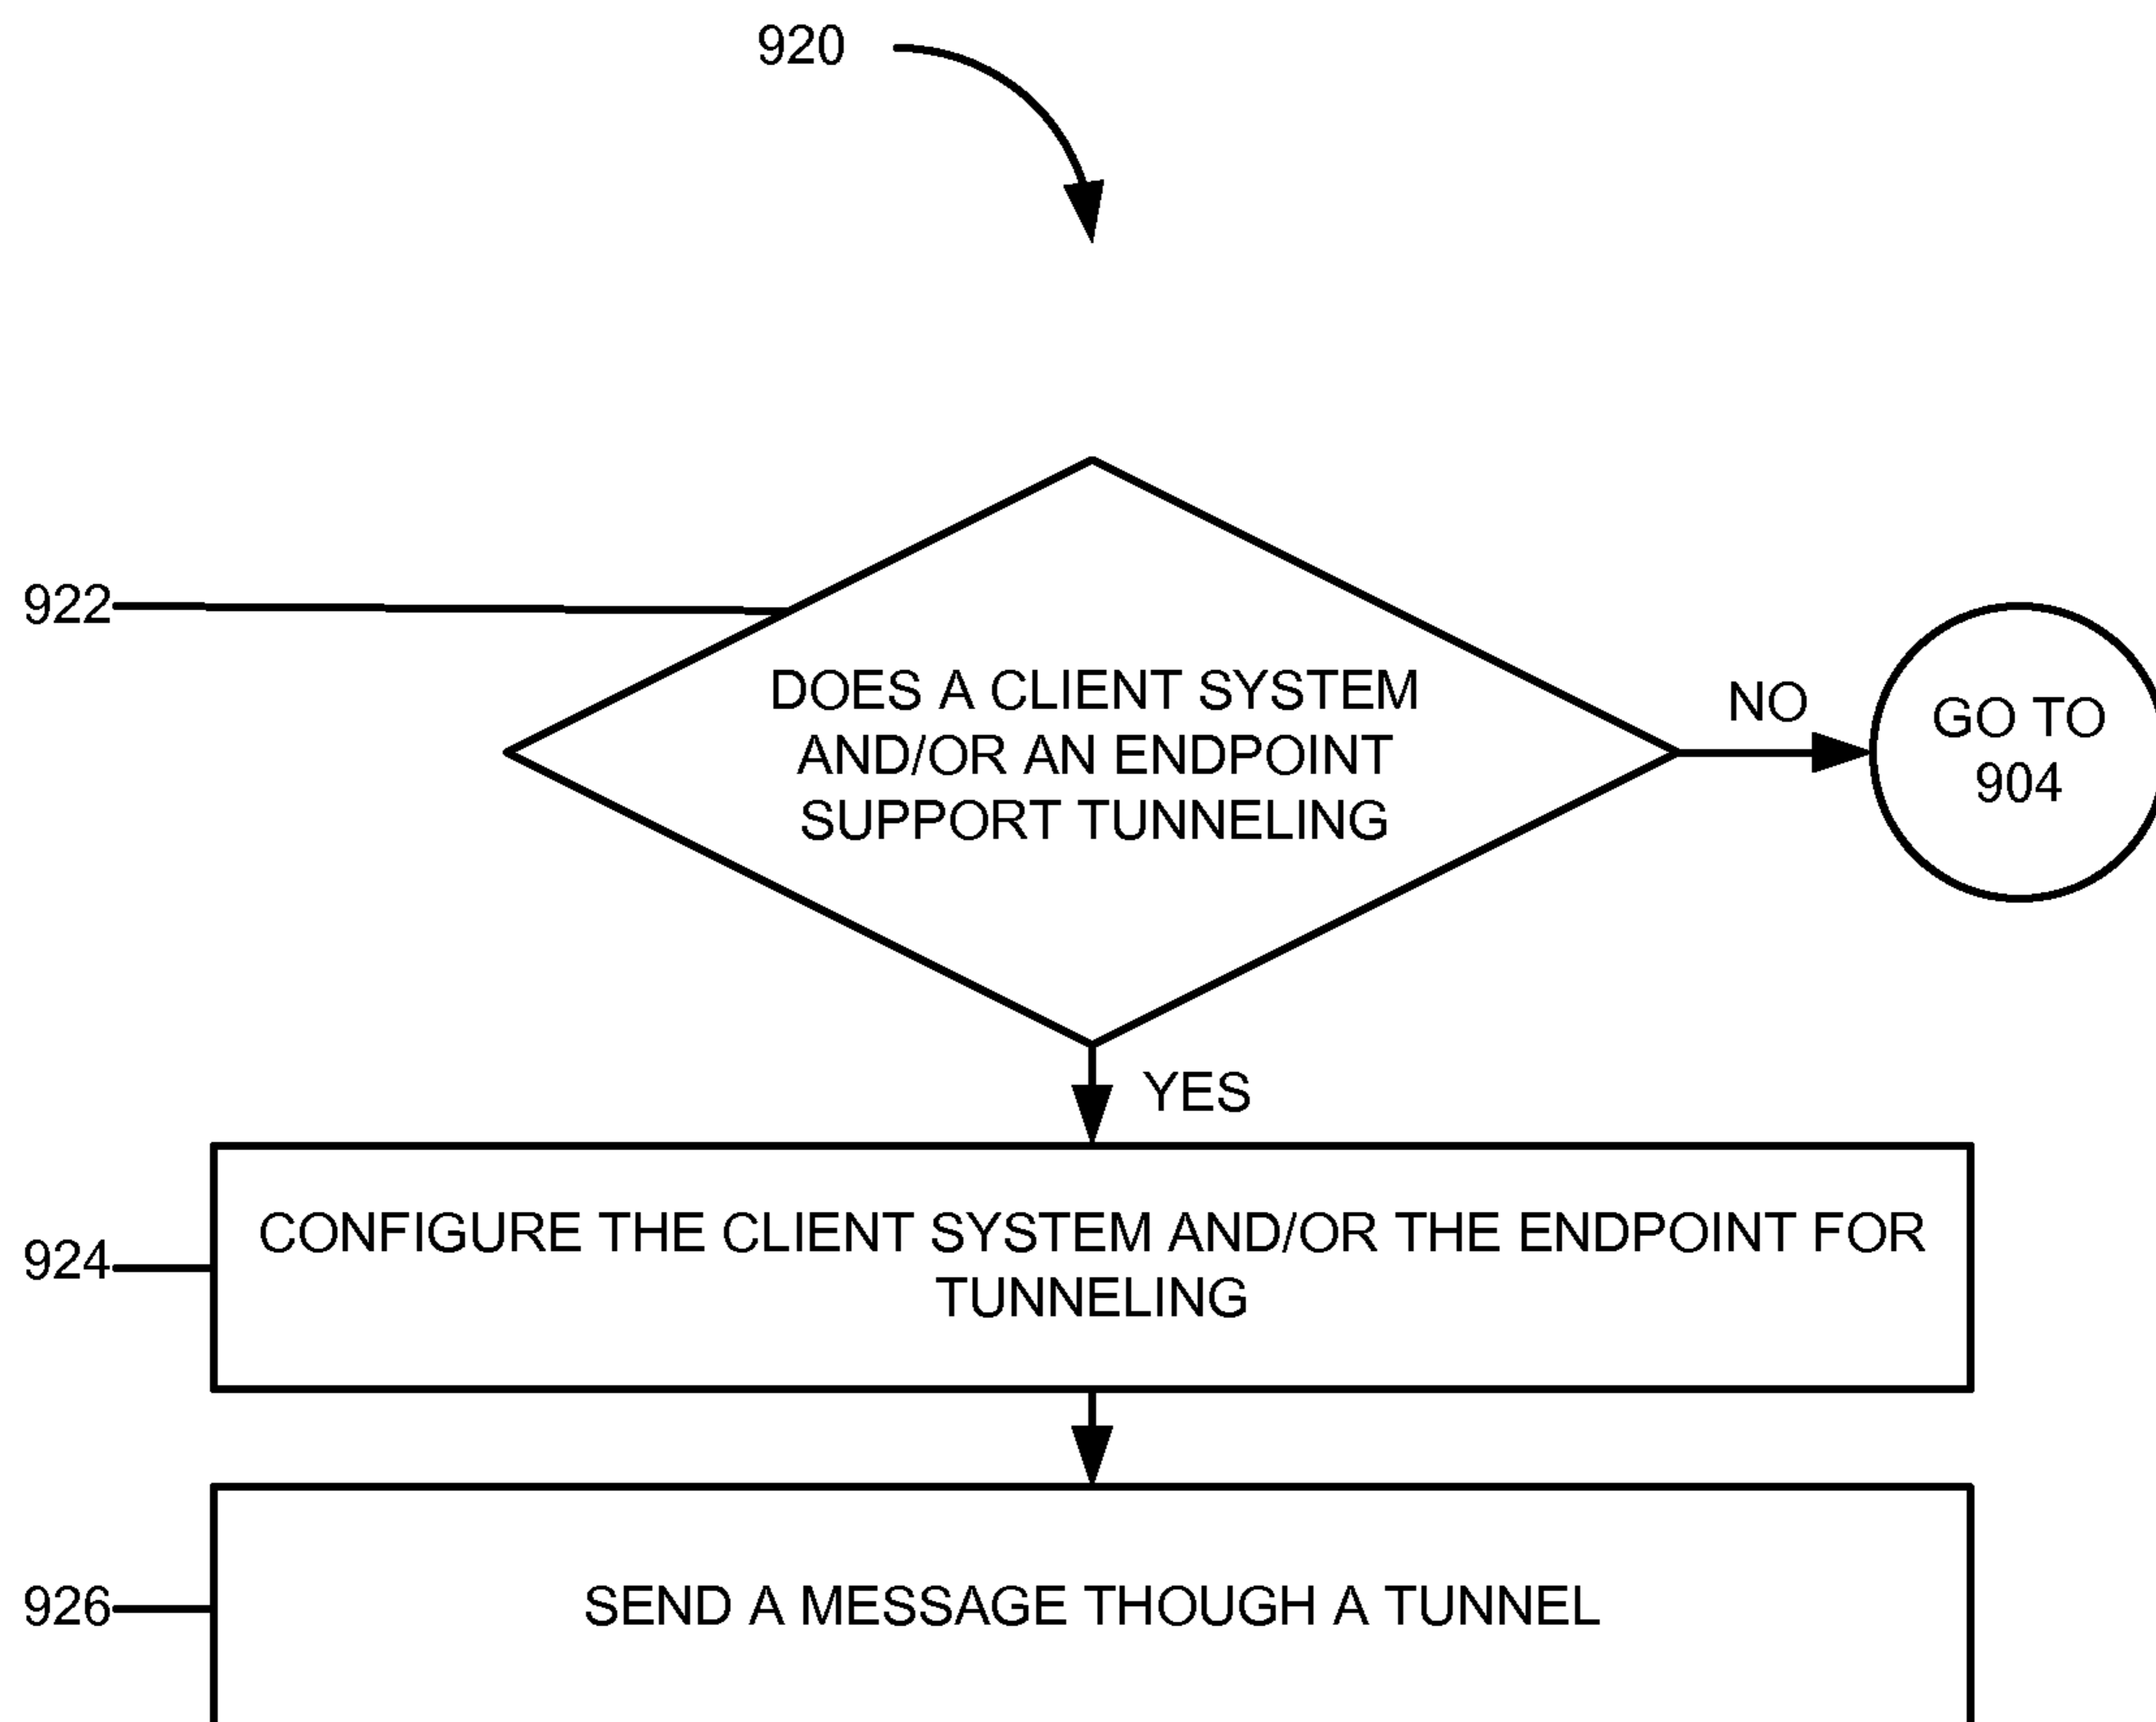 920
922
DOES A CLIENT SYSTEM
AND/OR AN ENDPOINT
SUPPORT TUNNELING
NO
GO TO
904
YES
924
CONFIGURE THE CLIENT SYSTEM AND/OR THE ENDPOINT FOR
TUNNELING
926
SEND A MESSAGE THOUGH A TUNNEL